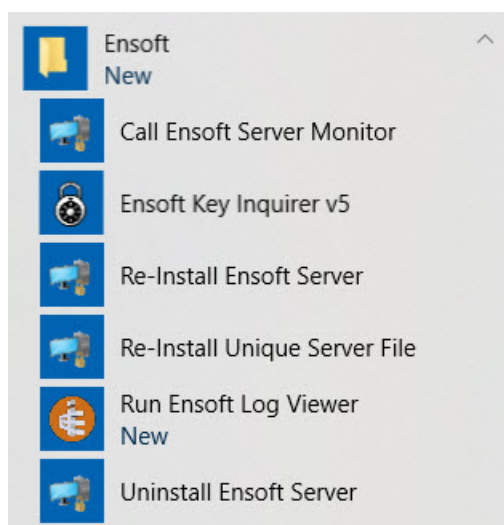 Ensoft
New
Call Ensoft Server Monitor
Ensoft Key Inquirer v5
Re-Install Ensoft Server
Re-Install Unique Server File
Run Ensoft Log Viewer
New
Uninstall Ensoft Server